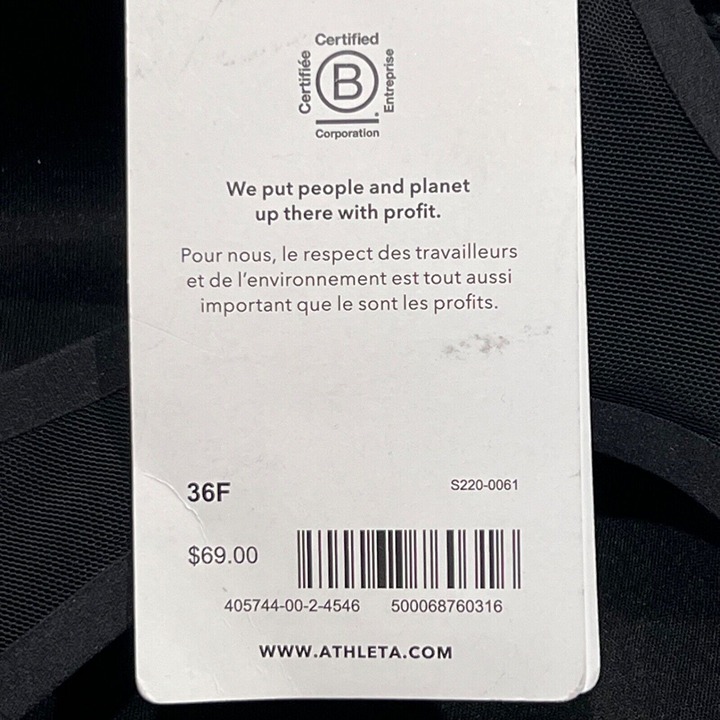 Certified
Certifiée
B
Entreprise
Corporation
We put people and planet
up there with profit.
Pour nous, le respect des travailleurs
et de l'environnement est tout aussi
important que le sont les profits.
36F
S220-0061
$69.00
405744-00-2-4546 500068760316
WWW.ATHLETA.COM